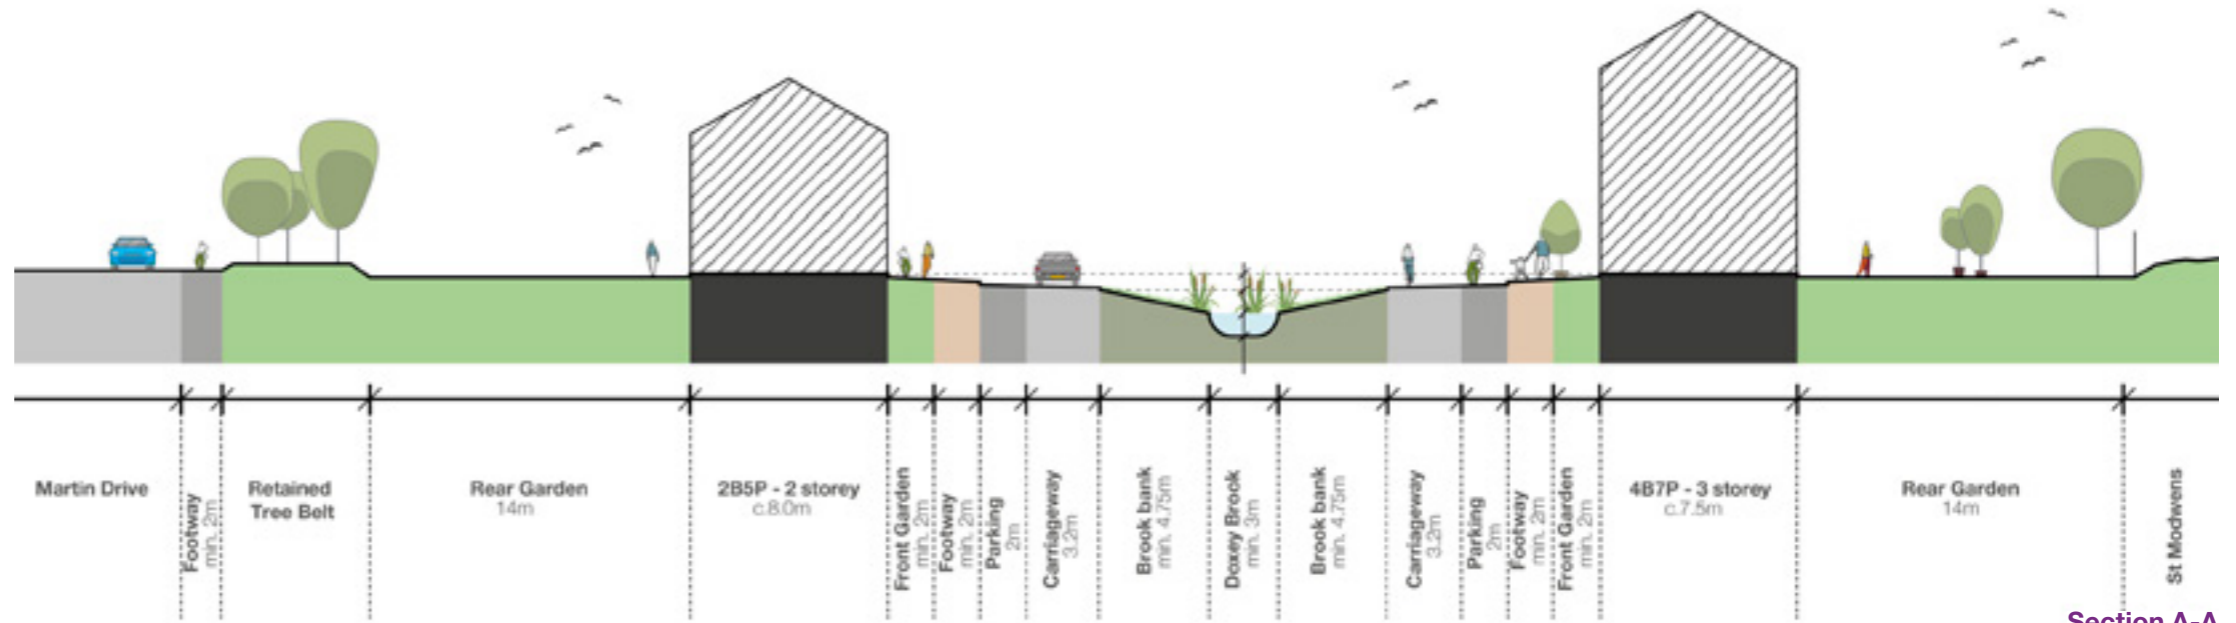 Martin Drive
Footway
min. 2m
Retained
Tree Belt
Rear Garden
14m
2B5P - 2 storey
c.8.0m
Front Garden
min. 2m
Footway
min. 2m
Parking
2m
Carriageway
3.2m
Brook bank
min. 4.75m
Doxey Brook
min. 3m
Brook bank
min. 4.75m
Carriageway
3.2m
Parking
2m
Footway
min. 2m
Front Garden
min. 2m
4B7P - 3 storey
c.7.5m
Rear Garden
14m
St Modwens
Section A-A